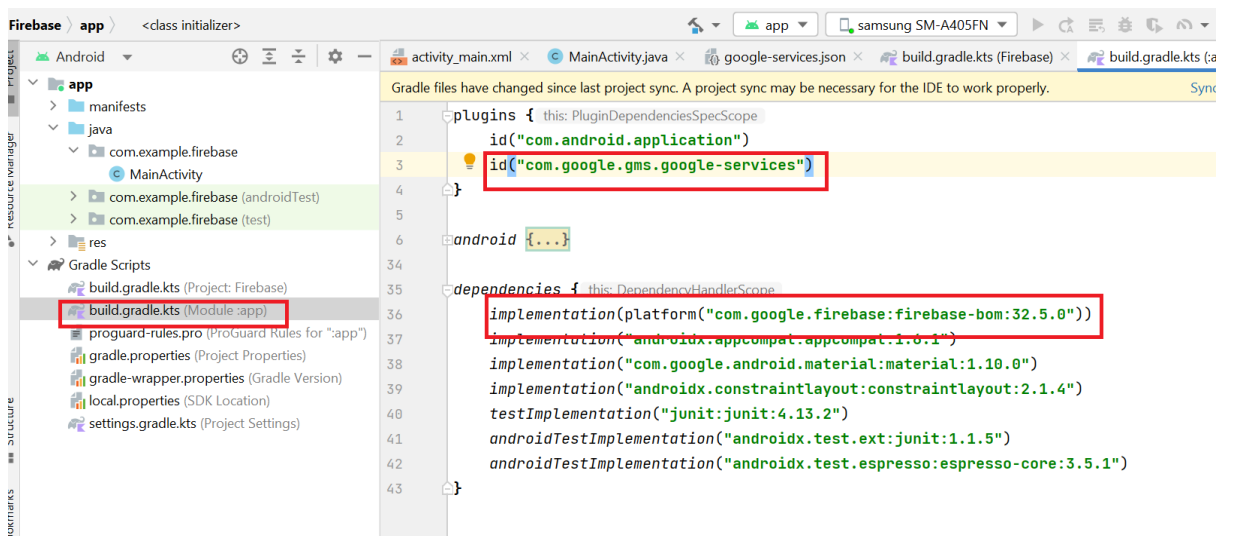 Firebase app <class initializer>
app samsung SM-A405FN
Project
Android
activity_main.xml MainActivity.java google-services.json build.gradle.kts (Firebase) build.gradle.kts (:a
app
manifests
java
com.example.firebase
MainActivity
com.example.firebase (androidTest)
com.example.firebase (test)
res
Gradle Scripts
build.gradle.kts (Project: Firebase)
build.gradle.kts (Module :app)
proguard-rules.pro (ProGuard Rules for ":app")
gradle.properties (Project Properties)
gradle-wrapper.properties (Gradle Version)
local.properties (SDK Location)
settings.gradle.kts (Project Settings)
Resource Manager
Structure
Gradle files have changed since last project sync. A project sync may be necessary for the IDE to work properly. Sync
1 plugins { this: PluginDependenciesSpecScope
2 id("com.android.application")
3 id("com.google.gms.google-services")
4 }
5
6 android {...}
34
35 dependencies { this: DependencyHandlerScope
36 implementation(platform("com.google.firebase:firebase-bom:32.5.0"))
37 implementation("androidx.appcompat:appcompat:1.6.1")
38 implementation("com.google.android.material:material:1.10.0")
39 implementation("androidx.constraintlayout:constraintlayout:2.1.4")
40 testImplementation("junit:junit:4.13.2")
41 androidTestImplementation("androidx.test.ext:junit:1.1.5")
42 androidTestImplementation("androidx.test.espresso:espresso-core:3.5.1")
43 }